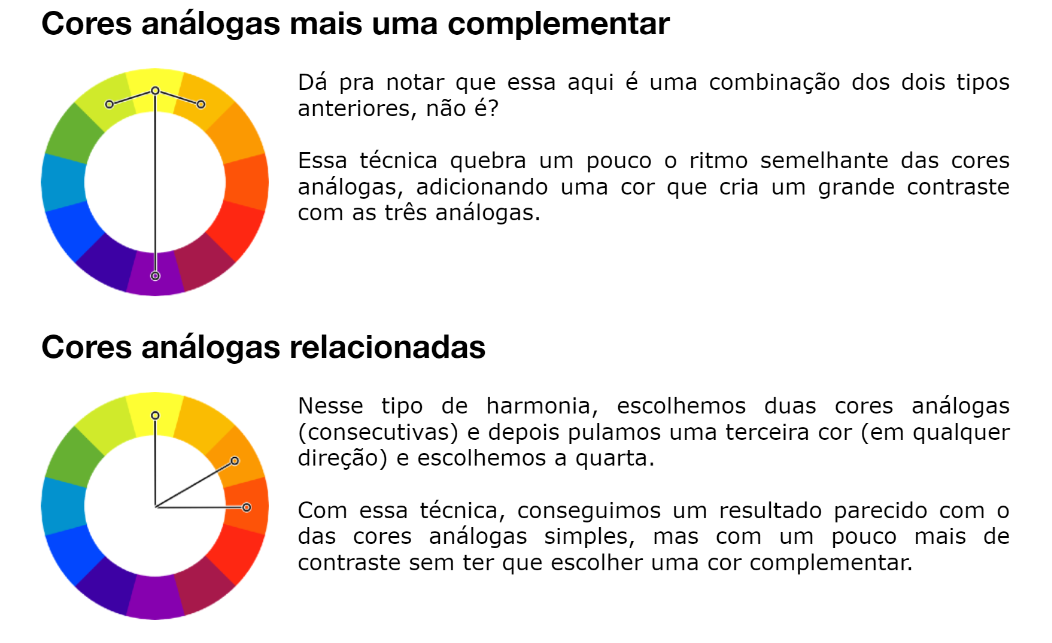 Cores análogas mais uma complementar
Dá pra notar que essa aqui é uma combinação dos dois tipos
anteriores, não é?
Essa técnica quebra um pouco o ritmo semelhante das cores
análogas, adicionando uma cor que cria um grande contraste
com as três análogas.
Cores análogas relacionadas
Nesse tipo de harmonia, escolhemos duas cores análogas
(consecutivas) e depois pulamos uma terceira cor (em qualquer
direção) e escolhemos a quarta.
Com essa técnica, conseguimos um resultado parecido com o
das cores análogas simples, mas com um pouco mais de
contraste sem ter que escolher uma cor complementar.